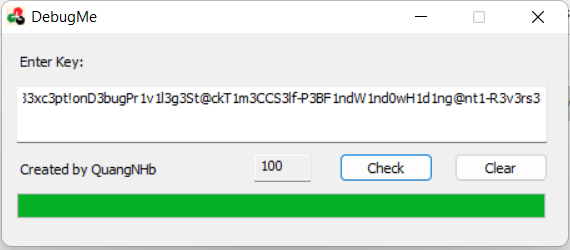 DebugMe
Enter Key:
33xc3pt!onD3bugPr1v1l3g3St@ckT1m3CCS3lf-P3BF1ndW1nd0wH1d1ng@nt1-R3v3rs3
Created by QuangNHb
100
Check
Clear